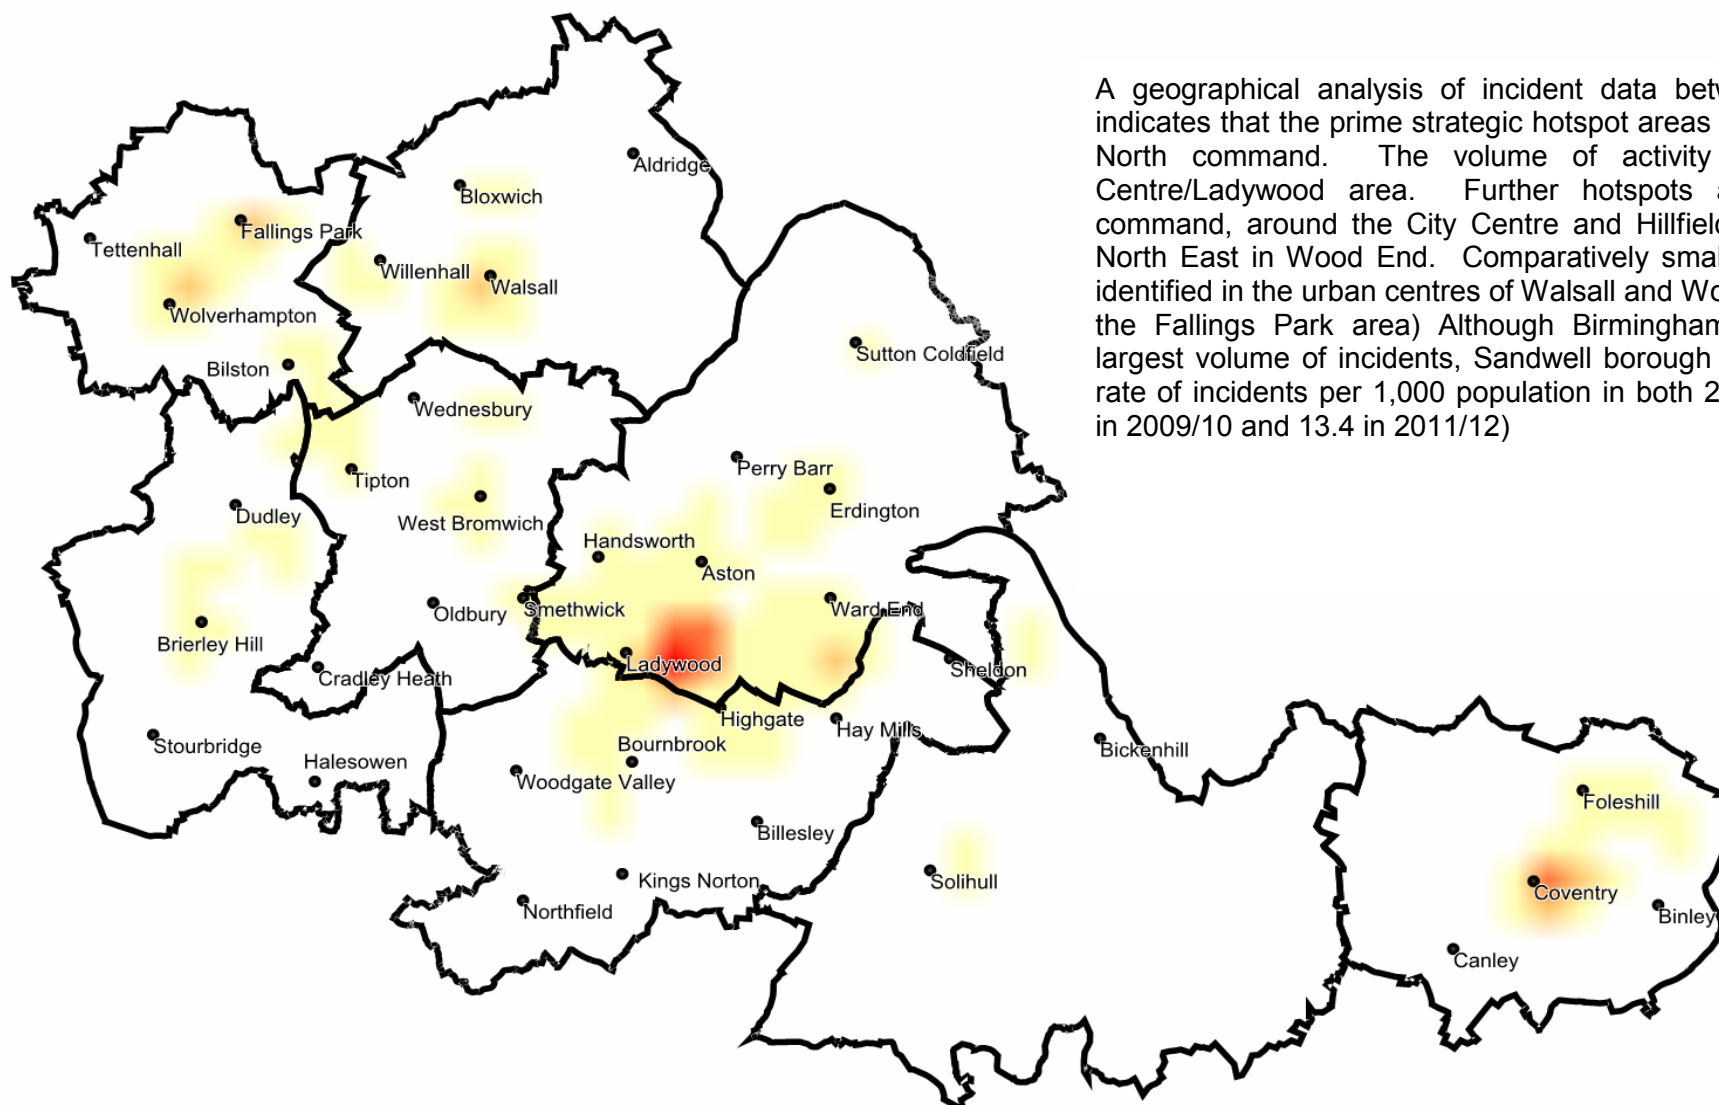 A geographical analysis of incident data
indicates that the prime strategic hotspot areas
North command. The volume of activity
Centre/Ladywood area. Further hotspots
command, around the City Centre and
North East in Wood End. Comparatively
identified in the urban centres of Walsall and
the Fallings Park area) Although Birmingham
largest volume of incidents, Sandwell borough
rate of incidents per 1,000 population in both
in 2009/10 and 13.4 in 2011/12)
Aldridge
Bloxwich
Fallings Park
Tettenhall
Willenhall
Walsall
Wolverhampton
Sutton Coldfield
Bilston
Wednesbury
Perry Barr
Tipton
Erdington
Dudley
West Bromwich
Handsworth
Aston
Oldbury
Smethwick
Ward End
Brierley Hill
Ladywood
Sheldon
Cradley Heath
Highgate
Hay Mills
Stourbridge
Bournbrook
Bickenhill
Halesowen
Woodgate Valley
Foleshill
Billesley
Solihull
Kings Norton
Coventry
Northfield
Binley
Canley